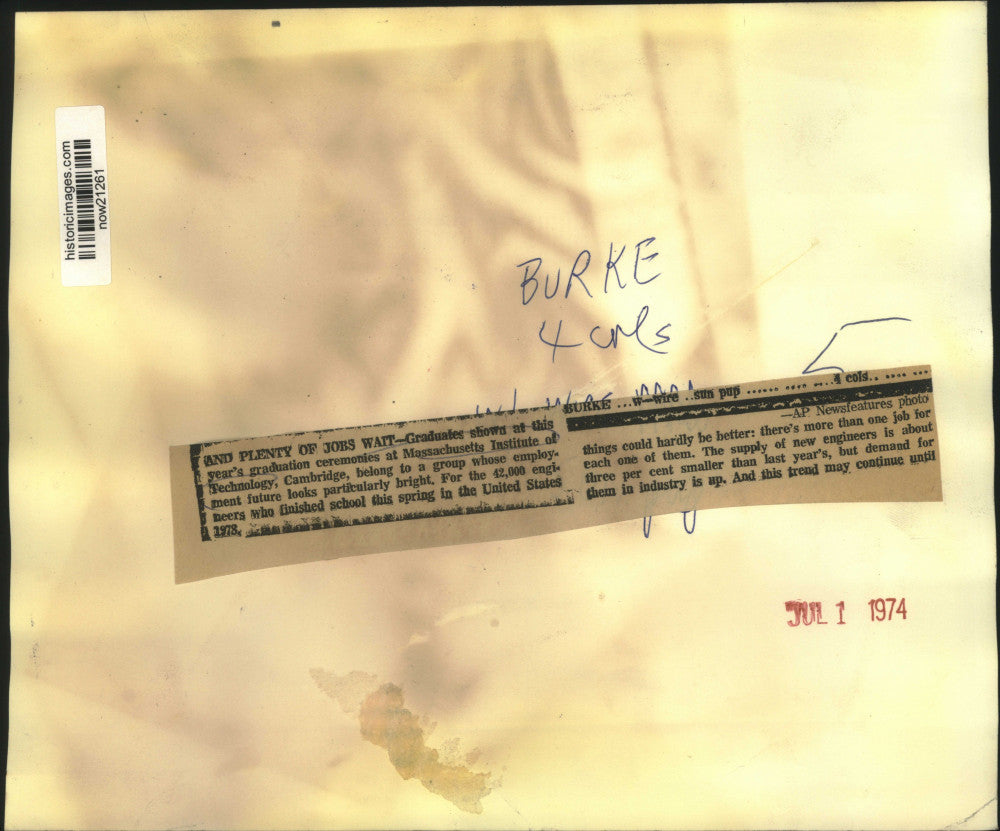 historicimages.com
now21261
BURKE
4 cols
5
BURKE ...w—wire ..sun pup ...... .... ...4 cols.. .... ...
—AP Newsfeatures photo
AND PLENTY OF JOBS WAIT—Graduates shown at this
year's graduation ceremonies at Massachusetts Institute of
Technology, Cambridge, belong to a group whose employ-
ment future looks particularly bright. For the 42,000 engi-
neers who finished school this spring in the United States
things could hardly be better: there's more than one job for
each one of them. The supply of new engineers is about
three per cent smaller than last year's, but demand for
them in industry is up. And this trend may continue until
1978.
JUL 1 1974